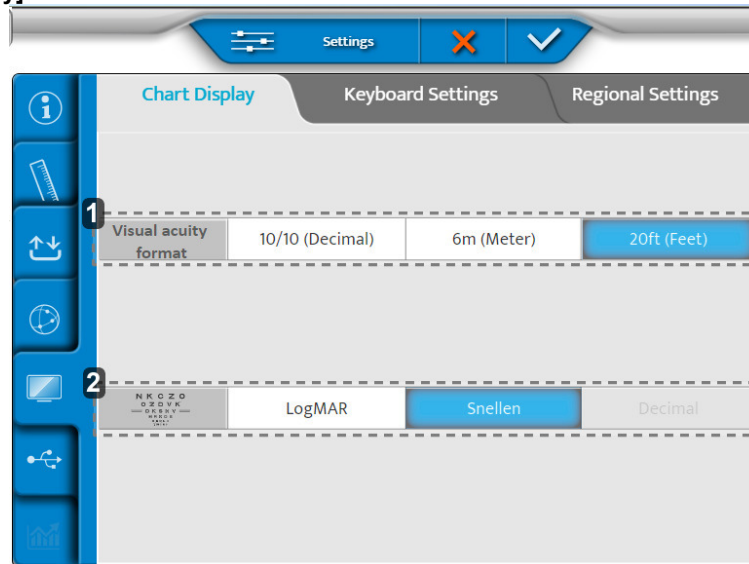 y]
Settings
Chart Display
Keyboard Settings
Regional Settings
1
Visual acuity
format
10/10 (Decimal)
6m (Meter)
20ft (Feet)
2
N K C Z O
O Z D V K
LogMAR
Snellen
Decimal